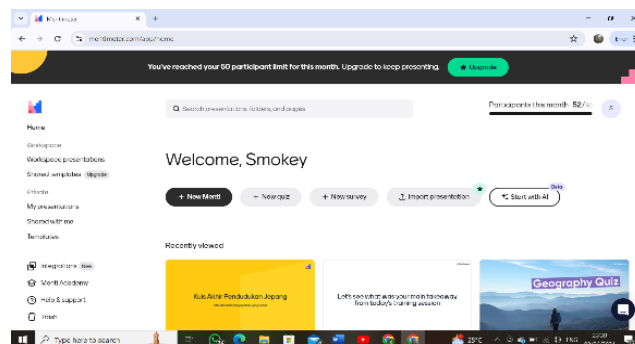 Mentimeter
mentimeter.com/app/home
You've reached your 50 participant limit for this month. Upgrade to keep presenting.
Upgrade
Search presentations, folders, and pages
Participants this month 52/50
S
Home
Workspace
Workspace presentations
Shared templates Upgrade
Private
My presentations
Shared with me
Templates
Integrations New
Menti Academy
Help & support
Trash
Welcome, Smokey
+ New Menti
+ New quiz
+ New survey
Import presentation
Start with AI
Beta
Recently viewed
Kuis Akhir Pendudukan Jepang
Let's see what was your main takeaway
from today's training session
Geography Quiz
Type here to search
25°C
ENG